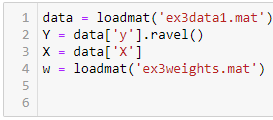 1 data = loadmat('ex3data1.mat')
2 Y = data['y'].ravel()
3 X = data['X']
4 w = loadmat('ex3weights.mat')
5
6